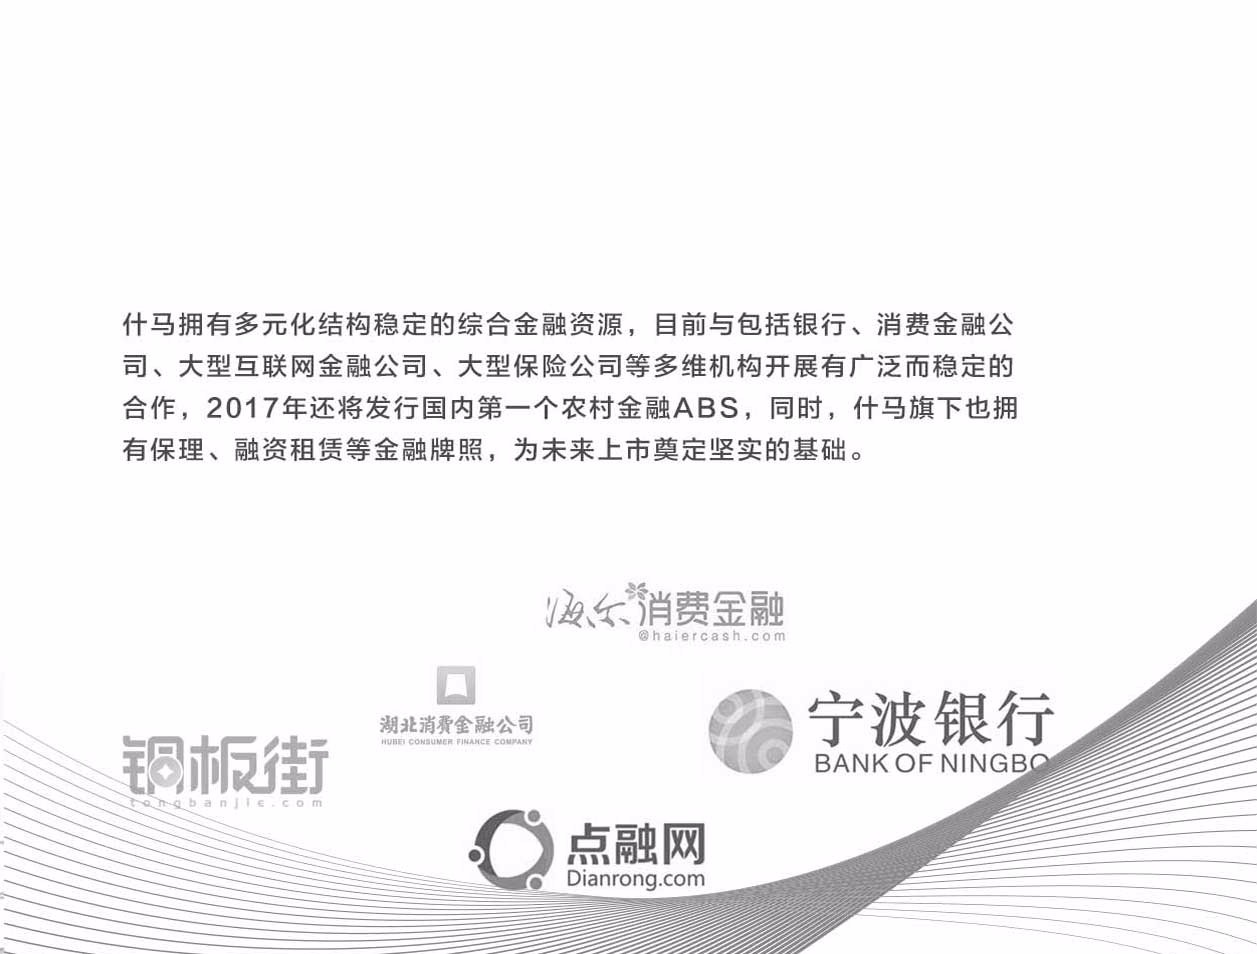 什马拥有多元化结构稳定的综合金融资源，目前与包括银行、消费金融公
司、大型互联网金融公司、大型保险公司等多维机构开展有广泛而稳定的
合作，2017年还将发行国内第一个农村金融ABS，同时，什马旗下也拥
有保理、融资租赁等金融牌照，为未来上市奠定坚实的基础。
海尔消费金融
@haiercash.com
湖北消费金融公司
HUBEI CONSUMER FINANCE COMPANY
宁波银行
BANK OF NINGBO
铜板街
tongbanjie.com
点融网
Dianrong.com